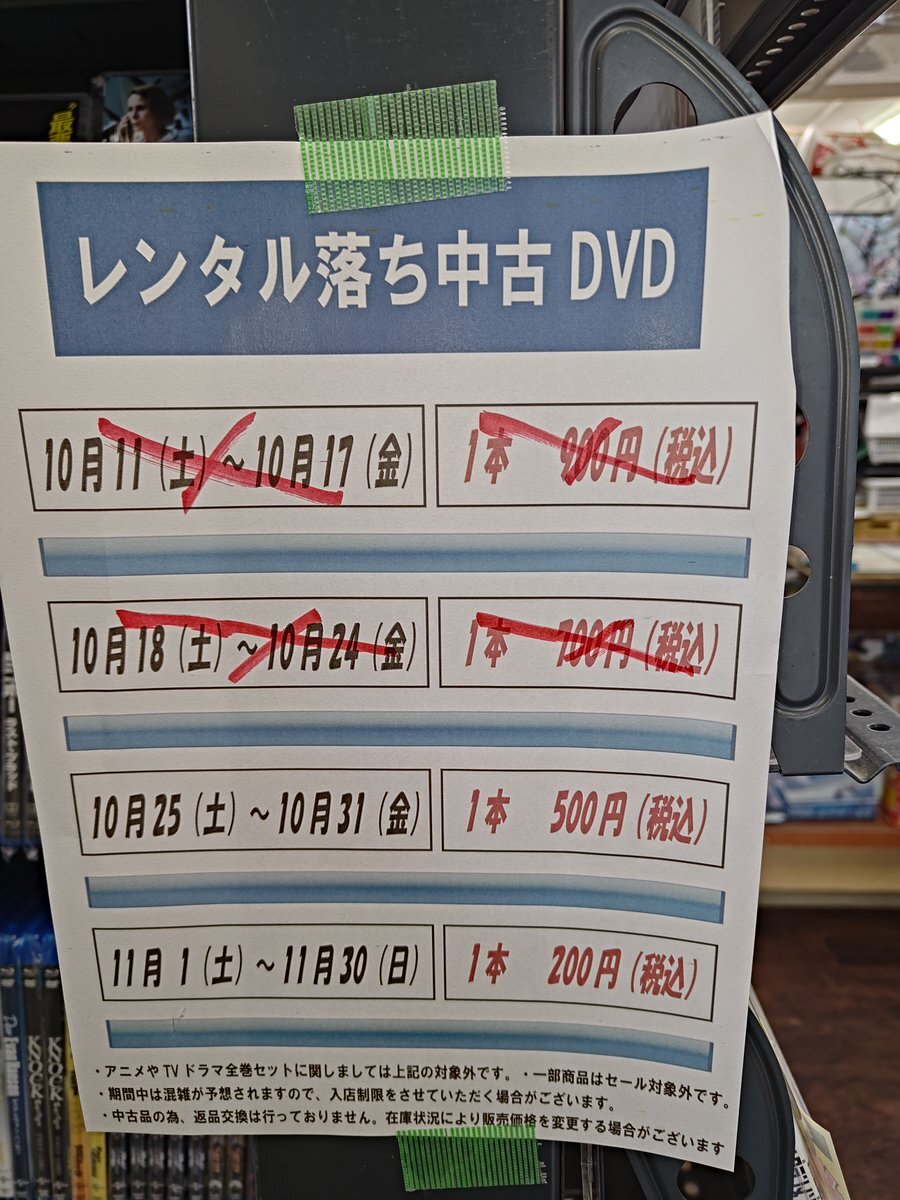 レンタル落ち中古DVD
10月11（土）～10月17（金） 1本 900円（税込）
10月18（土）～10月24（金） 1本 700円（税込）
10月25（土）～10月31（金） 1本 500円（税込）
11月 1（土）～11月30（日） 1本 200円（税込）
・アニメやTVドラマ全巻セットに関しましては上記の対象外です。・一部商品はセール対象外です。
・期間中は混雑が予想されますので、入店制限をさせていただく場合がございます。
・中古品の為、返品交換は行っておりません。在庫状況により販売価格を変更する場合がございます
KNOCK
KNOCK